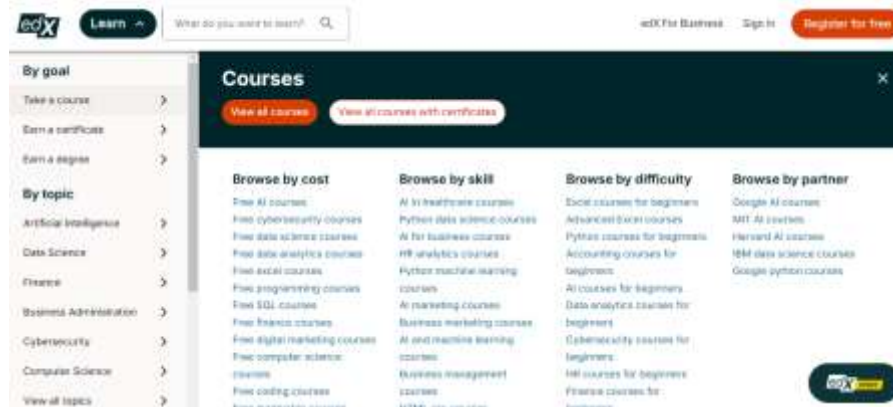 edX
Learn
What do you want to learn?
edX For Business
Sign In
Register for free
By goal
Take a course
Earn a certificate
Earn a degree
By topic
Artificial Intelligence
Data Science
Finance
Business Administration
Cybersecurity
Computer Science
View all topics
Courses
View all courses
View all courses with certificates
Browse by cost
Free AI courses
Free cybersecurity courses
Free data science courses
Free data analytics courses
Free excel courses
Free programming courses
Free SQL courses
Free finance courses
Free digital marketing courses
Free computer science
courses
Free coding courses
Browse by skill
AI in healthcare courses
Python data science courses
AI for business courses
HR analytics courses
Python machine learning
courses
AI marketing courses
Business marketing courses
AI and machine learning
courses
Business management
courses
Browse by difficulty
Excel courses for beginners
Advanced Excel courses
Python courses for beginners
Accounting courses for
beginners
AI courses for beginners
Data analytics courses for
beginners
Cybersecurity courses for
beginners
HR courses for beginners
Finance courses for
Browse by partner
Google AI courses
MIT AI courses
Harvard AI courses
IBM data science courses
Google python courses
edX